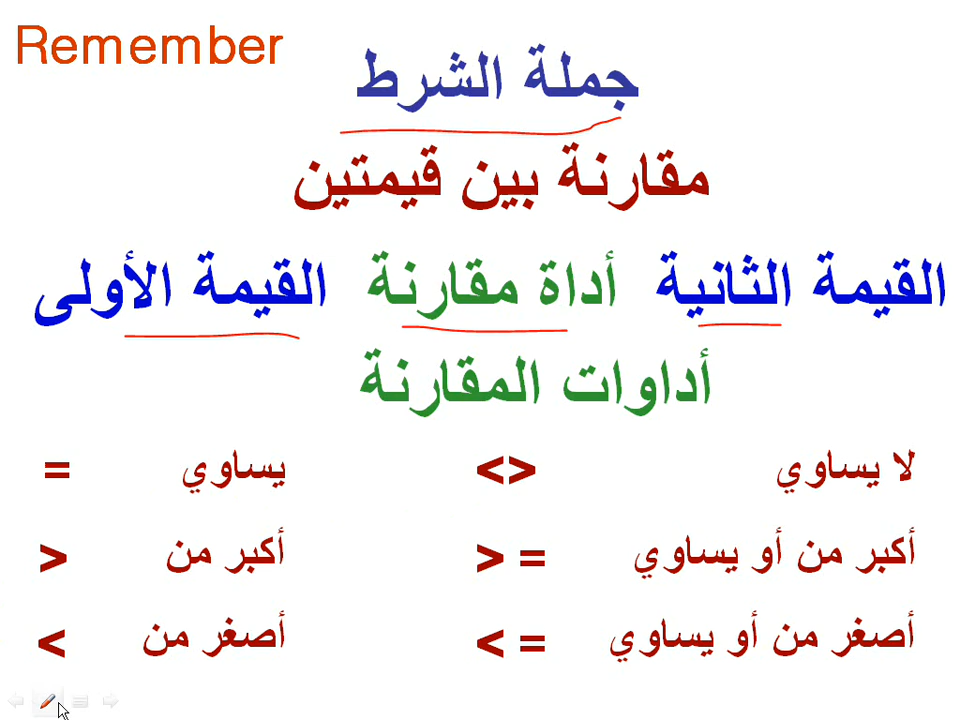 Remember
جملة الشرط
مقارنة بين قيمتين
القيمة الثانية أداة مقارنة القيمة الأولى
أداوات المقارنة
لا يساوي <> يساوي =
أكبر من أو يساوي > = أكبر من >
أصغر من أو يساوي < = أصغر من <